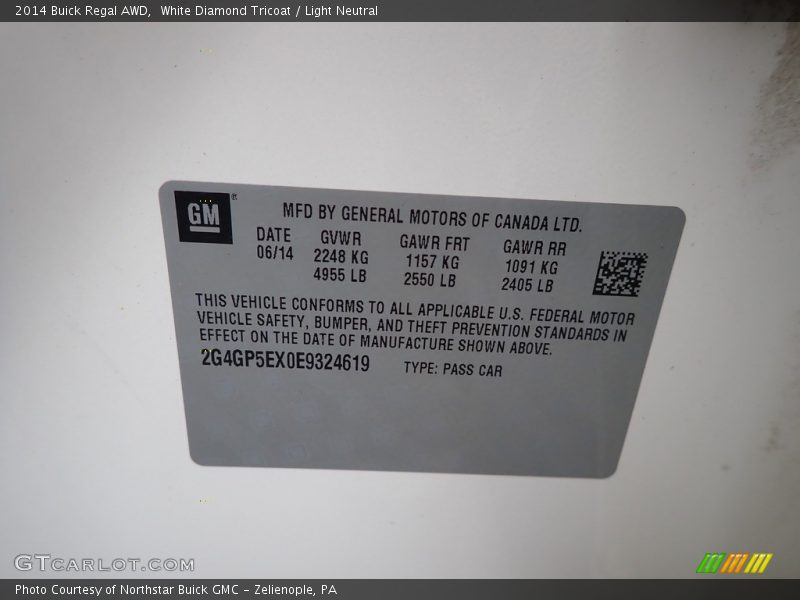 2014 Buick Regal AWD,  White Diamond Tricoat / Light Neutral
GM®
MFD BY GENERAL MOTORS OF CANADA LTD.
DATE GVWR GAWR FRT GAWR RR
06/14 2248 KG 1157 KG 1091 KG
4955 LB 2550 LB 2405 LB
THIS VEHICLE CONFORMS TO ALL APPLICABLE U.S. FEDERAL MOTOR
VEHICLE SAFETY, BUMPER, AND THEFT PREVENTION STANDARDS IN
EFFECT ON THE DATE OF MANUFACTURE SHOWN ABOVE.
2G4GP5EX0E9324619 TYPE: PASS CAR
GTCARLOT.COM
Photo Courtesy of Northstar Buick GMC - Zelienople, PA